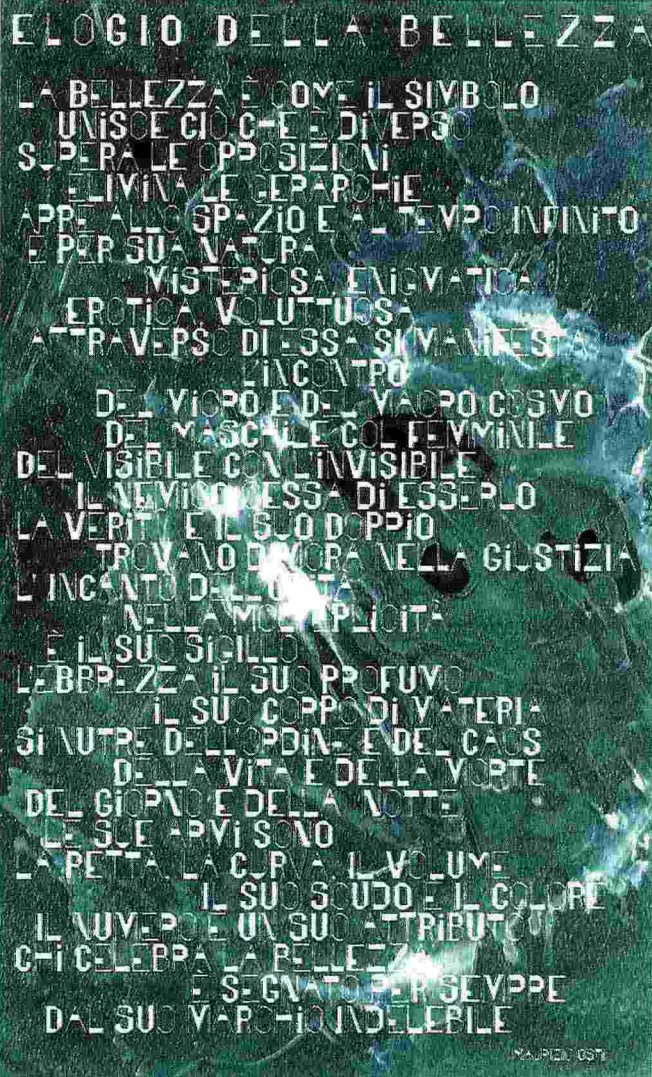 ELOGIO DELLA BELLEZZA
LA BELLEZZA È COME IL SIMBOLO
UNISCE CIÒ CHE È DIVERSO
SUPERA LE OPPOSIZIONI
ELIMINA LE GERARCHIE
APRE ALLO SPAZIO E AL TEMPO INFINITO
È PER SUA NATURA
MISTERIOSA, ENIGMATICA
EROTICA, VOLUTTUOSA
ATTRAVERSO DI ESSA SI MANIFESTA
L'INCONTRO
DEL MICRO E DEL MACRO COSMO
DEL MASCHILE COL FEMMINILE
DEL VISIBILE CON L'INVISIBILE
IL NEMICO CESSA DI ESSERLO
LA VERITÀ E IL SUO DOPPIO
TROVANO DIMORA NELLA GIUSTIZIA
L'INCANTO DELL'UNITÀ
NELLA MOLTEPLICITÀ
È IL SUO SIGILLO
L'EBBREZZA IL SUO PROFUMO
IL SUO CORPO DI MATERIA
SI NUTRE DELL'ORDINE E DEL CAOS
DELLA VITA E DELLA MORTE
DEL GIORNO E DELLA NOTTE
LE SUE ARMI SONO
LA RETTA, LA CURVA, IL VOLUME
IL SUO SCUDO È IL COLORE
IL NUMERO È UN SUO ATTRIBUTO
CHI CELEBRA LA BELLEZZA
È SEGNATO PER SEMPRE
DAL SUO MARCHIO INDELEBILE
MAURIZIO OSTI